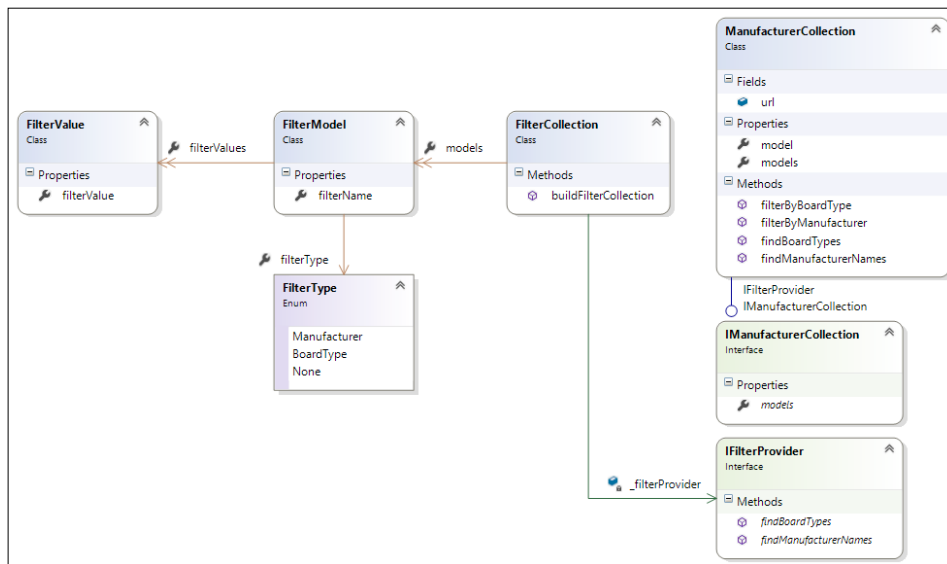 ManufacturerCollection
Class
Fields
url
Properties
model
models
Methods
filterByBoardType
filterByManufacturer
findBoardTypes
findManufacturerNames
IFilterProvider
IManufacturerCollection
FilterValue
Class
Properties
filterValue
filterValues
FilterModel
Class
Properties
filterName
models
FilterCollection
Class
Methods
buildFilterCollection
filterType
FilterType
Enum
Manufacturer
BoardType
None
IManufacturerCollection
Interface
Properties
models
_filterProvider
IFilterProvider
Interface
Methods
findBoardTypes
findManufacturerNames